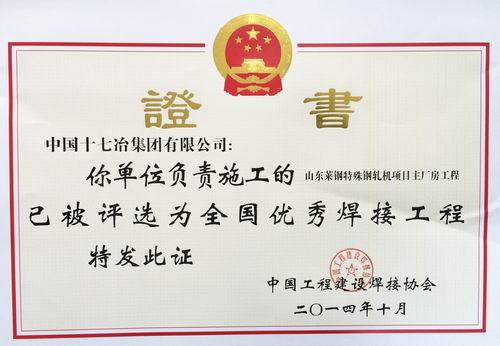 證書
中国十七冶集团有限公司：
你单位负责施工的 山东莱钢特殊钢轧机项目主厂房工程
已被评选为全国优秀焊接工程
特发此证
中国工程建设焊接协会
二〇一四年十月